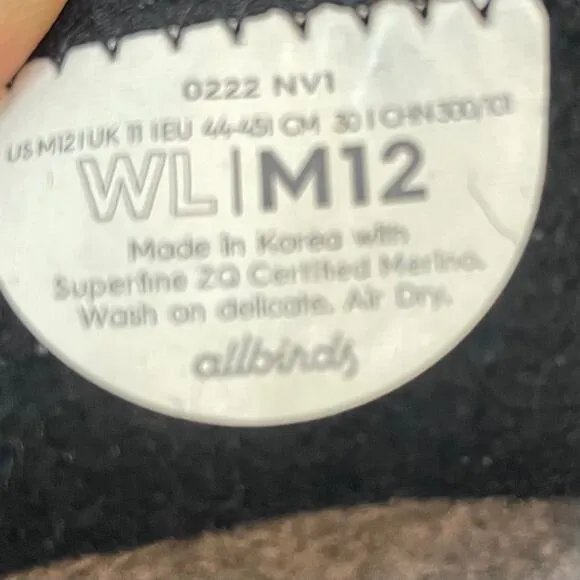 0222 NV1
US M12 | UK 11 | EU 44-45 | CM 30 | CHN 300/
WL | M12
Made in Korea with
Superfine ZQ Certified Merino.
Wash on delicate. Air Dry.
allbirds